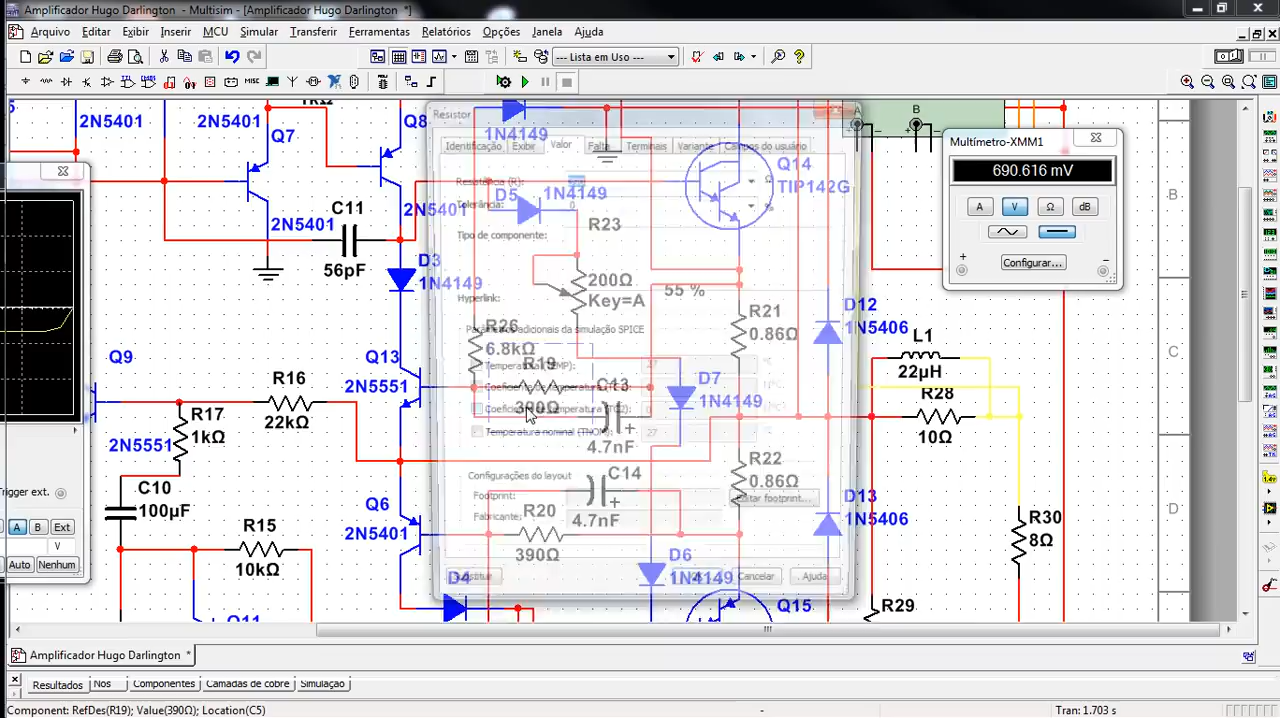 Amplificador Hugo Darlington - Multisim - [Amplificador Hugo Darlington *]
Arquivo Editar Exibir Inserir MCU Simular Transferir Ferramentas Relatórios Opções Janela Ajuda
--- Lista em Uso ---
MISC
2N5401
2N5401
Q7
Q8
2N5401
2N5401
C11
56pF
D3
1N4149
Q9
2N5551
Q13
2N5551
R16
22kΩ
R17
1kΩ
C10
100µF
R15
10kΩ
Q6
2N5401
D4
Resistor
Identificação Exibir Valor Falta Terminais Variante Campos do usuário
Resistência (R):
Tolerância:
Tipo de componente:
Hyperlink:
Parâmetros adicionais da simulação SPICE
Temperatura (TEMP): 27
Coeficiente de temperatura (TC2): 0
Temperatura nominal (TNOM): 27
Configurações do layout
Footprint:
Editar footprint...
Fabricante:
Cancelar
Ajuda
1N4149
D5
1N4149
R23
200Ω
Key=A
55 %
Q14
TIP142G
R26
6.8kΩ
R19
390Ω
C13
4.7nF
D7
1N4149
R21
0.86Ω
D12
1N5406
L1
22µH
R28
10Ω
C14
4.7nF
R20
390Ω
R22
0.86Ω
D13
1N5406
D6
1N4149
Q15
R29
R30
8Ω
A
B
Multímetro-XMM1
690.616 mV
A V Ω dB
+
Configurar...
−
B
C
D
Trigger ext.
A B Ext
V
Auto Nenhum
Amplificador Hugo Darlington *
Resultados Nós Componentes Camadas de cobre Simulação
Component: RefDes(R19); Value(390Ω); Location(C5)
-
Tran: 1.703 s